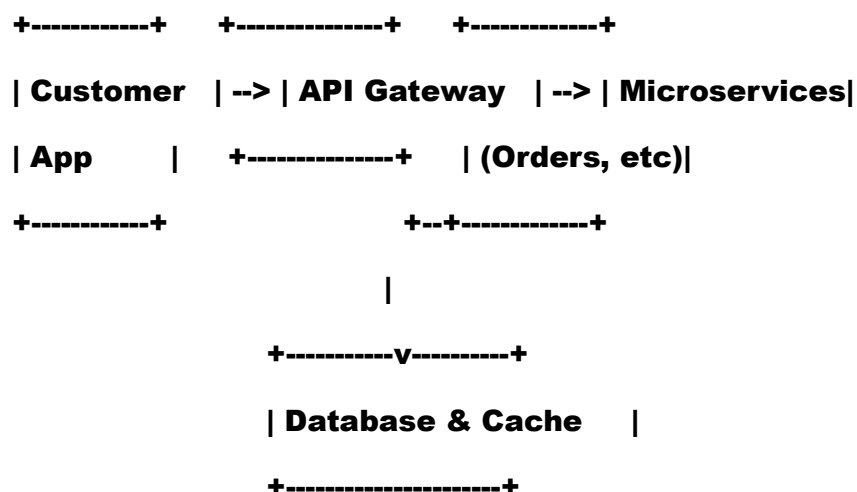 +------------+ +---------------+ +-------------+
| Customer | --> | API Gateway | --> | Microservices|
| App | +---------------+ | (Orders, etc)|
+------------+ +--+-------------+
|
+-----------v----------+
| Database & Cache |
+----------------------+